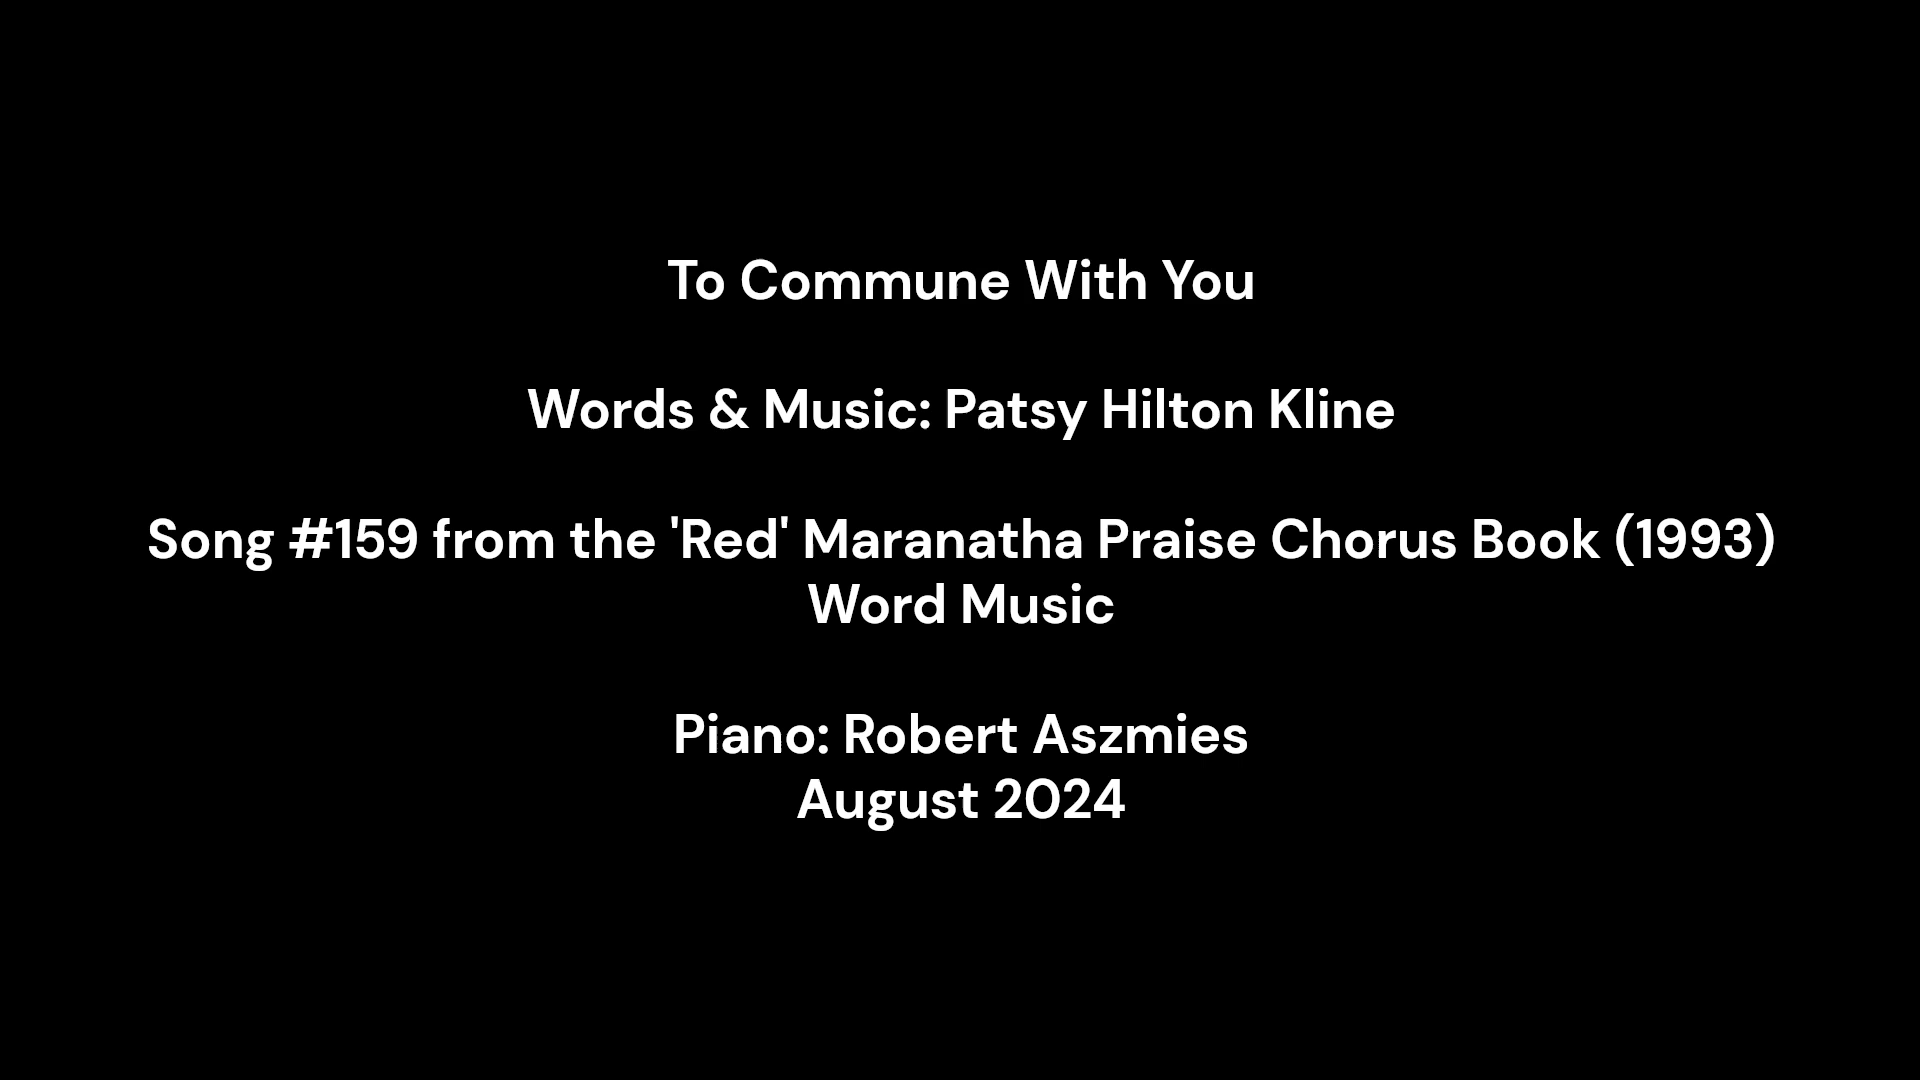 To Commune With You
Words & Music: Patsy Hilton Kline
Song #159 from the 'Red' Maranatha Praise Chorus Book (1993)
Word Music
Piano: Robert Aszmies
August 2024